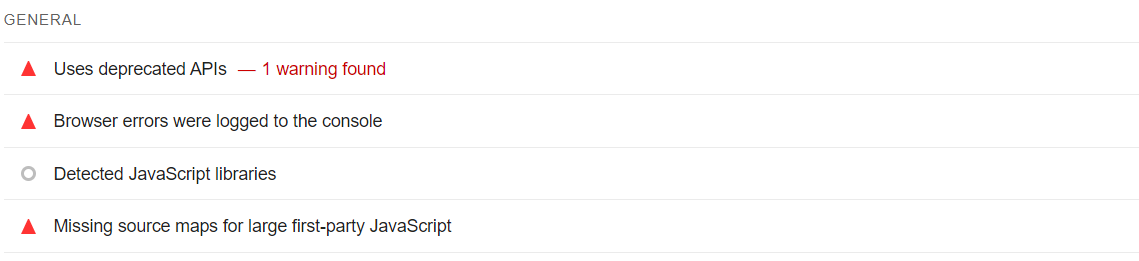 GENERAL
Uses deprecated APIs — 1 warning found
Browser errors were logged to the console
Detected JavaScript libraries
Missing source maps for large first-party JavaScript